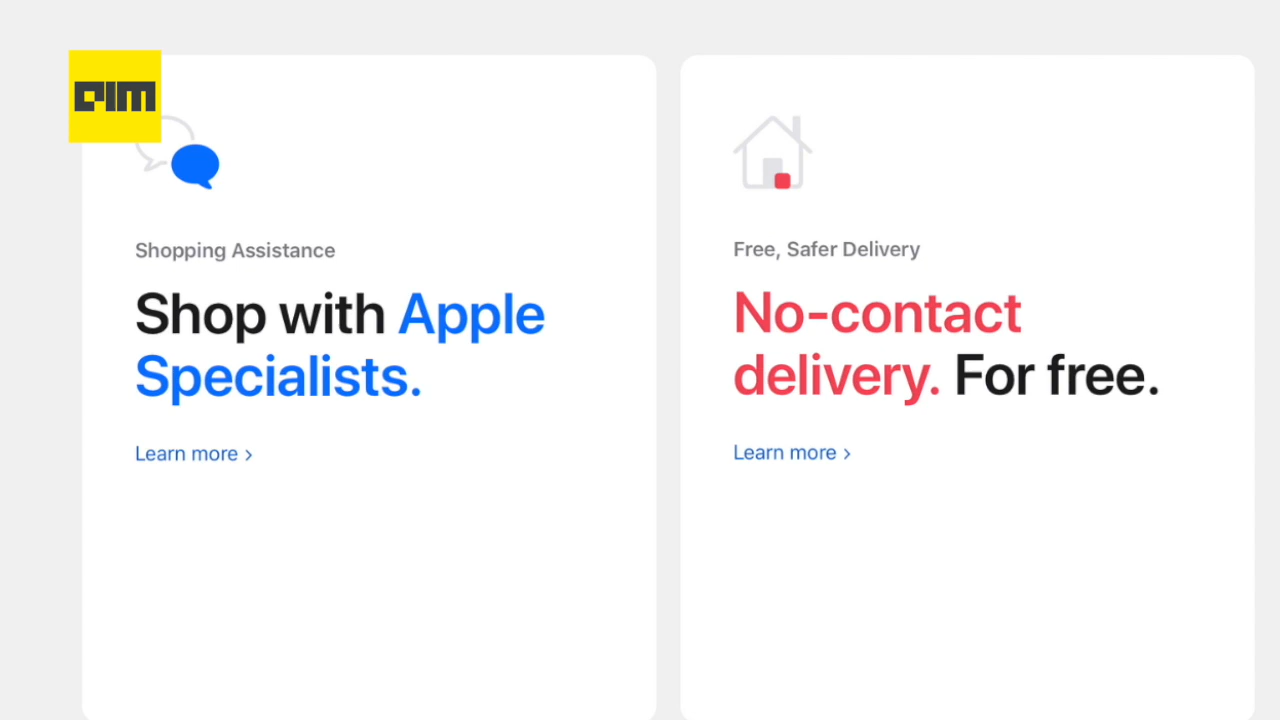 AIM
Shopping Assistance
Shop with Apple
Specialists.
Learn more >
Free, Safer Delivery
No-contact
delivery. For free.
Learn more >